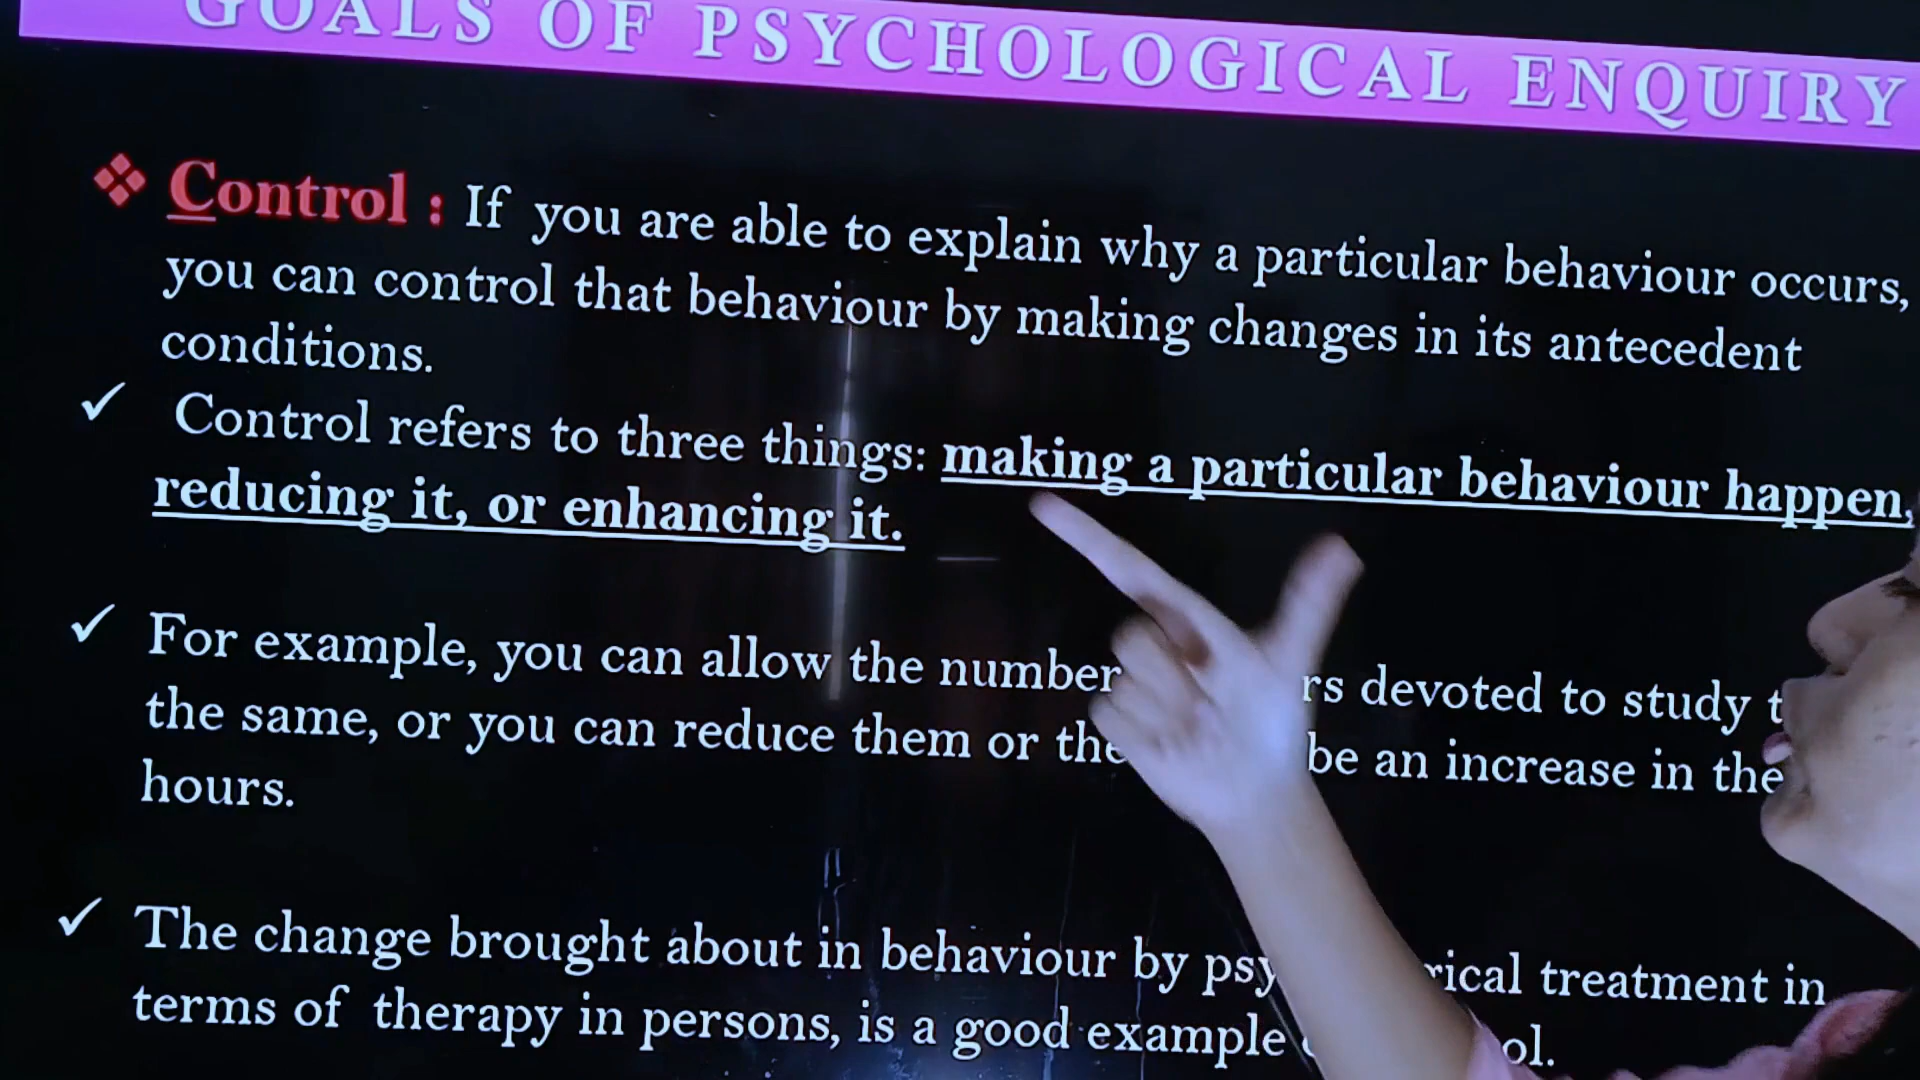 GOALS OF PSYCHOLOGICAL ENQUIRY
❖ Control : If you are able to explain why a particular behaviour occurs,
you can control that behaviour by making changes in its antecedent
conditions.
✓ Control refers to three things: making a particular behaviour happen,
reducing it, or enhancing it.
✓ For example, you can allow the number rs devoted to study
the same, or you can reduce them or be an increase in the
hours.
✓ The change brought about in behaviour by treatment in
terms of therapy in persons, is a good example